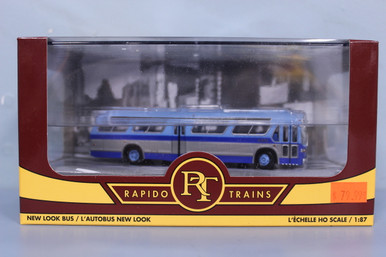 RAPIDO RT TRAINS
NEW LOOK BUS / L'AUTOBUS NEW LOOK
L'ÉCHELLE HO SCALE / 1:87